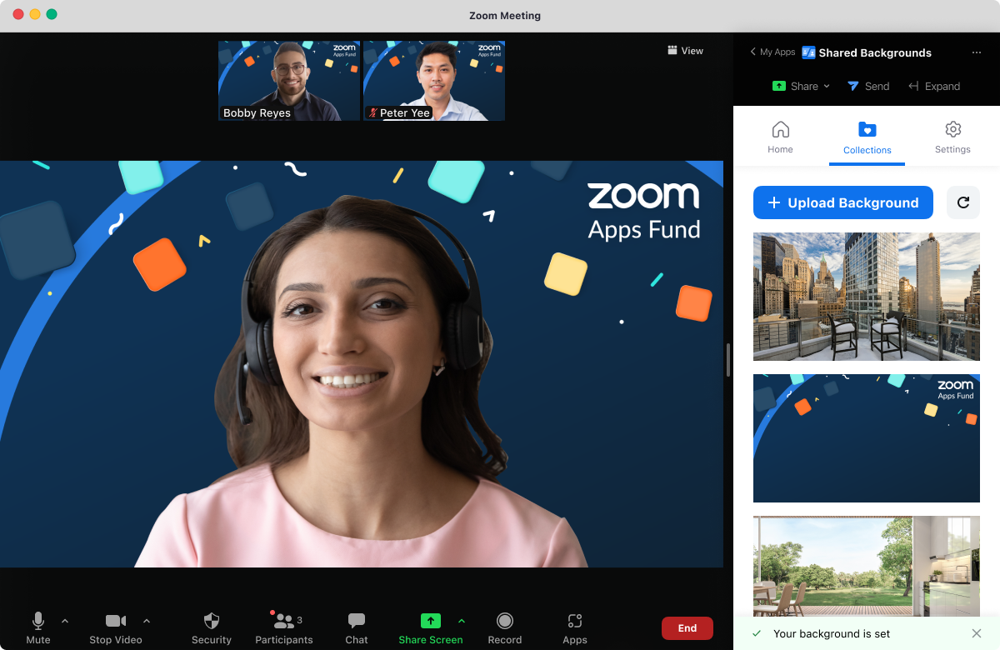 Zoom Meeting
zoom
Apps Fund
Bobby Reyes
zoom
Apps Fund
Peter Yee
View
My Apps
Shared Backgrounds
Share
Send
Expand
Home
Collections
Settings
+ Upload Background
zoom
Apps Fund
zoom
Apps Fund
Your background is set
Mute
Stop Video
Security
Participants
3
Chat
Share Screen
Record
Apps
End